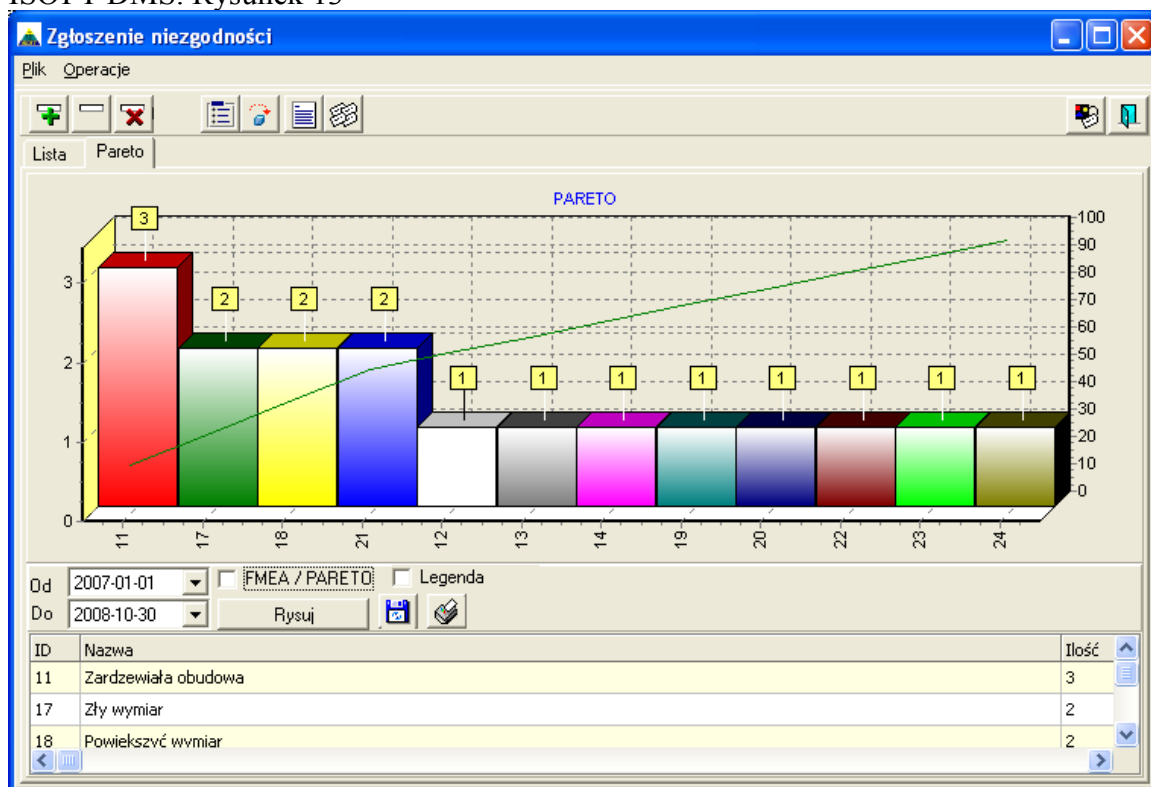 ISOFT DMS: Rysunek 15
Zgłoszenie niezgodności
Plik Operacje
Lista Pareto
PARETO
3 2 2 2 1 1 1 1 1 1 1 1
3
2
1
0
100
90
80
70
60
50
40
30
20
10
0
11 17 18 21 12 13 14 19 20 22 23 24
Od 2007-01-01 FMEA / PARETO Legenda
Do 2008-10-30 Rysuj
ID Nazwa Ilość
11 Zardzewiała obudowa 3
17 Zły wymiar 2
18 Powiekszyć wymiar 2